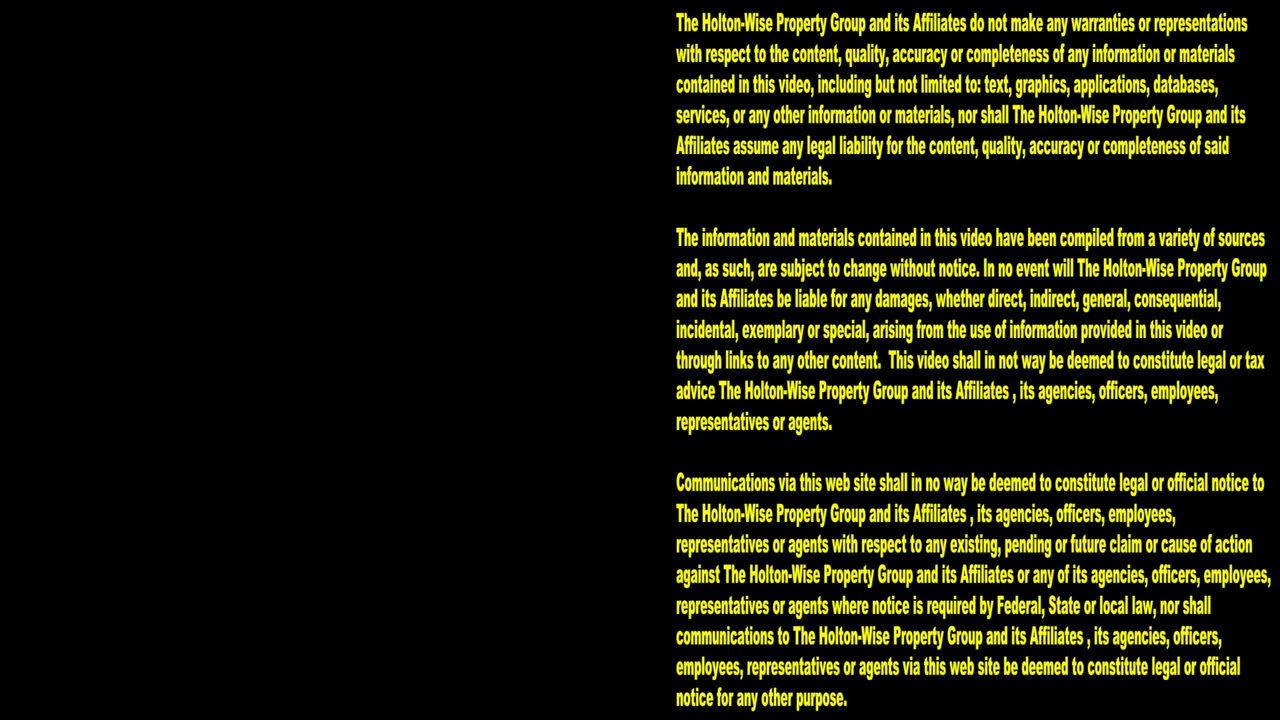 The Holton-Wise Property Group and its Affiliates do not make any warranties or representations
with respect to the content, quality, accuracy or completeness of any information or materials
contained in this video, including but not limited to: text, graphics, applications, databases,
services, or any other information or materials, nor shall The Holton-Wise Property Group and its
Affiliates assume any legal liability for the content, quality, accuracy or completeness of said
information and materials.
The information and materials contained in this video have been compiled from a variety of sources
and, as such, are subject to change without notice. In no event will The Holton-Wise Property Group
and its Affiliates be liable for any damages, whether direct, indirect, general, consequential,
incidental, exemplary or special, arising from the use of information provided in this video or
through links to any other content.  This video shall in not way be deemed to constitute legal or tax
advice The Holton-Wise Property Group and its Affiliates , its agencies, officers, employees,
representatives or agents.
Communications via this web site shall in no way be deemed to constitute legal or official notice to
The Holton-Wise Property Group and its Affiliates , its agencies, officers, employees,
representatives or agents with respect to any existing, pending or future claim or cause of action
against The Holton-Wise Property Group and its Affiliates or any of its agencies, officers, employees,
representatives or agents where notice is required by Federal, State or local law, nor shall
communications to The Holton-Wise Property Group and its Affiliates , its agencies, officers,
employees, representatives or agents via this web site be deemed to constitute legal or official
notice for any other purpose.